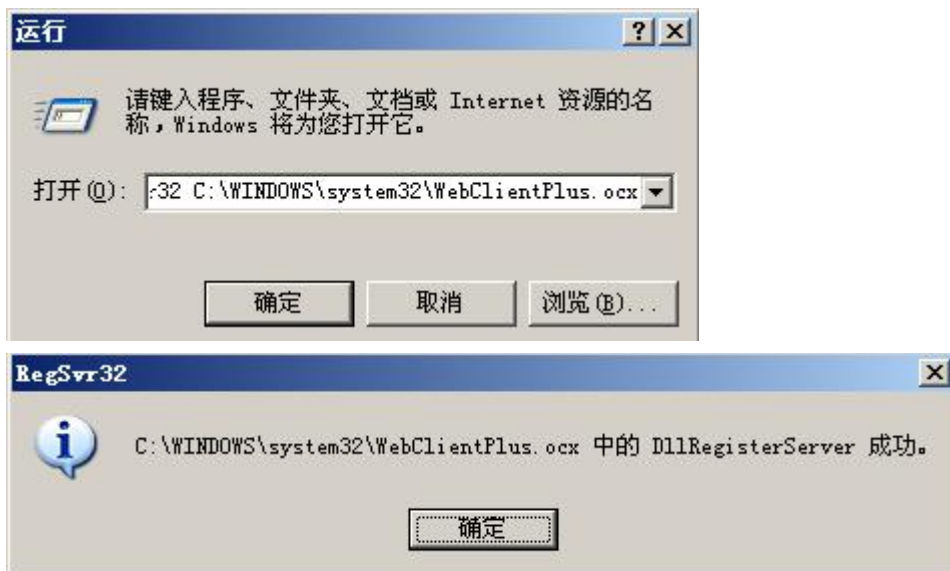 运行
请键入程序、文件夹、文档或 Internet 资源的名
称，Windows 将为您打开它。
打开(O): 32 C:\WINDOWS\system32\WebClientPlus.ocx
确定 取消 浏览(B)...
RegSvr32
C:\WINDOWS\system32\WebClientPlus.ocx 中的 DllRegisterServer 成功。
确定